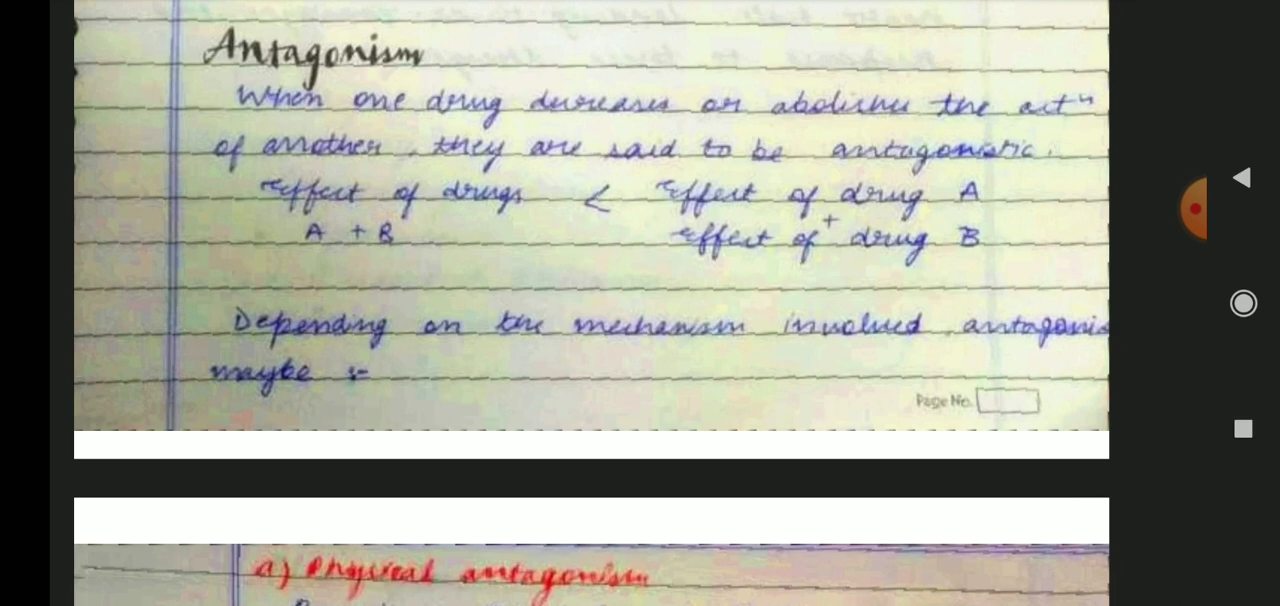 Antagonism
When one drug decreases or abolishes the actⁿ
of another, they are said to be antagonistic.
Effect of drugs < Effect of drug A
+
A + B Effect of drug B
Depending on the mechanism involved, antagonis
maybe :-
Page No.
a) Physical antagonism